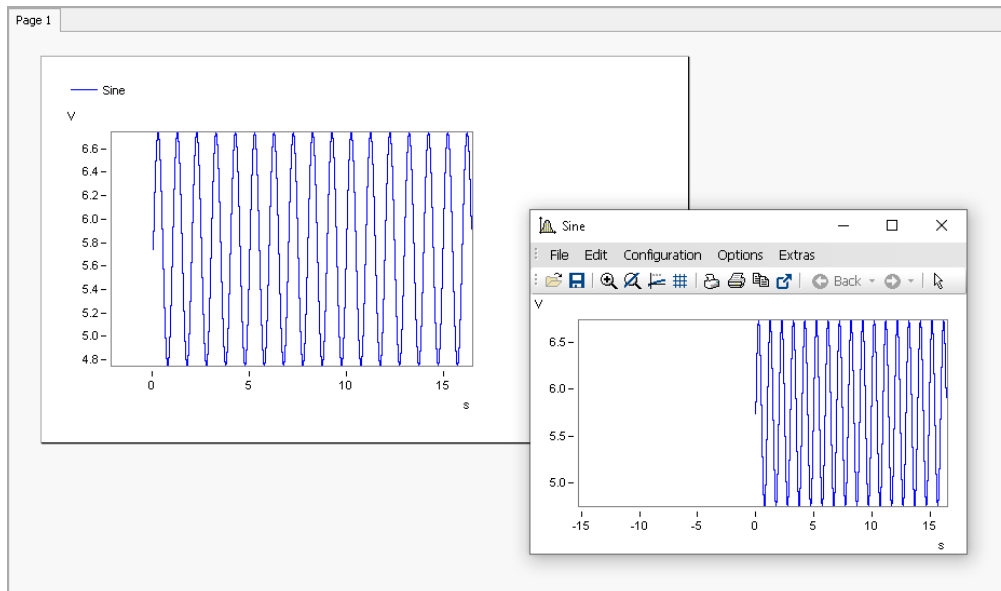 Page 1
Sine
V
6.6
6.4
6.2
6.0
5.8
5.6
5.4
5.2
5.0
4.8
0 5 10 15
s
Sine
File Edit Configuration Options Extras
Back
V
6.5
6.0
5.5
5.0
-15 -10 -5 0 5 10 15
s